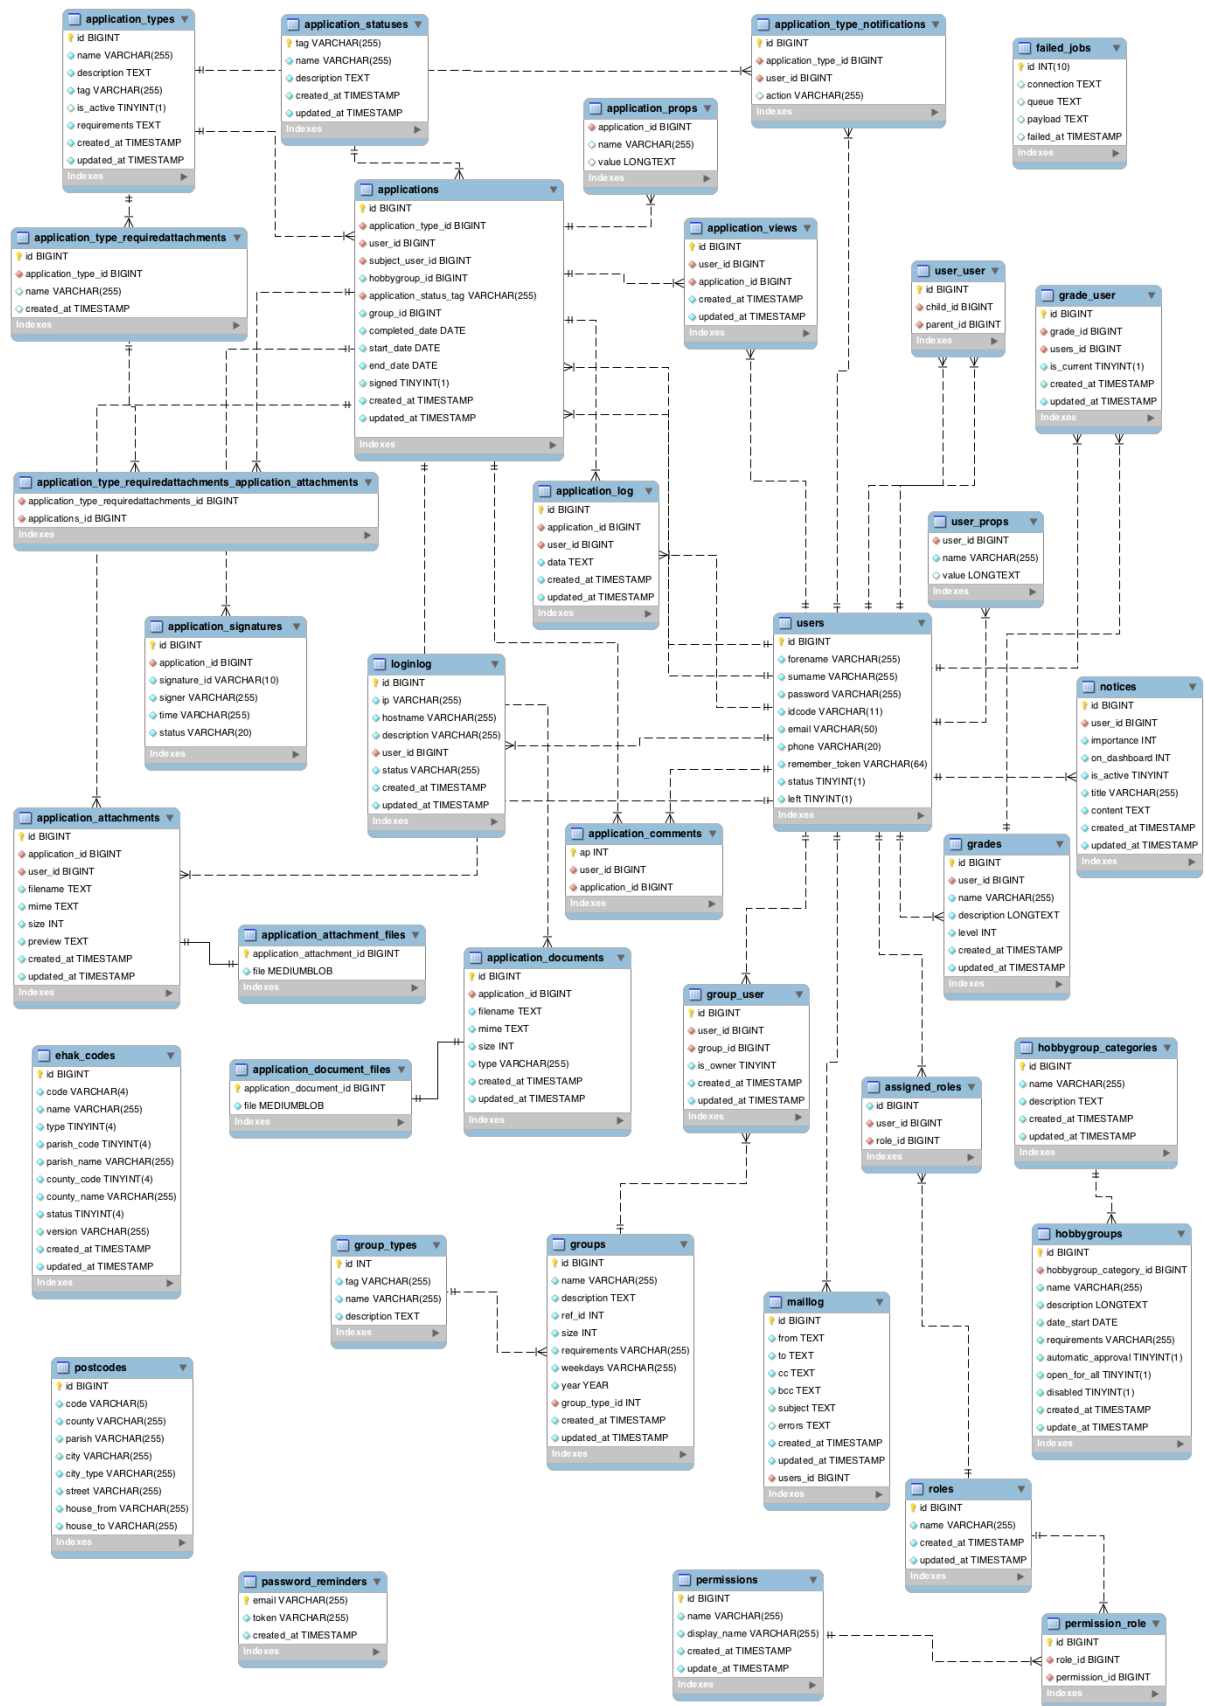 application_types
id BIGINT
name VARCHAR(255)
description TEXT
tag VARCHAR(255)
is_active TINYINT(1)
requirements TEXT
created_at TIMESTAMP
updated_at TIMESTAMP
Indexes
application_statuses
tag VARCHAR(255)
name VARCHAR(255)
description TEXT
created_at TIMESTAMP
updated_at TIMESTAMP
Indexes
application_type_notifications
id BIGINT
application_type_id BIGINT
user_id BIGINT
action VARCHAR(255)
Indexes
failed_jobs
id INT(10)
connection TEXT
queue TEXT
payload TEXT
failed_at TIMESTAMP
Indexes
application_props
application_id BIGINT
name VARCHAR(255)
value LONGTEXT
Indexes
applications
id BIGINT
application_type_id BIGINT
user_id BIGINT
subject_user_id BIGINT
hobbygroup_id BIGINT
application_status_tag VARCHAR(255)
group_id BIGINT
completed_date DATE
start_date DATE
end_date DATE
signed TINYINT(1)
created_at TIMESTAMP
updated_at TIMESTAMP
Indexes
application_type_requiredattachments
id BIGINT
application_type_id BIGINT
name VARCHAR(255)
created_at TIMESTAMP
Indexes
application_views
id BIGINT
user_id BIGINT
application_id BIGINT
created_at TIMESTAMP
updated_at TIMESTAMP
Indexes
user_user
id BIGINT
child_id BIGINT
parent_id BIGINT
Indexes
grade_user
id BIGINT
grade_id BIGINT
users_id BIGINT
is_current TINYINT(1)
created_at TIMESTAMP
updated_at TIMESTAMP
Indexes
application_type_requiredattachments_application_attachments
application_type_requiredattachments_id BIGINT
applications_id BIGINT
Indexes
application_log
id BIGINT
application_id BIGINT
user_id BIGINT
data TEXT
created_at TIMESTAMP
updated_at TIMESTAMP
Indexes
user_props
user_id BIGINT
name VARCHAR(255)
value LONGTEXT
Indexes
application_signatures
id BIGINT
application_id BIGINT
signature_id VARCHAR(10)
signer VARCHAR(255)
time VARCHAR(255)
status VARCHAR(20)
Indexes
loginlog
id BIGINT
ip VARCHAR(255)
hostname VARCHAR(255)
description VARCHAR(255)
user_id BIGINT
status VARCHAR(255)
created_at TIMESTAMP
updated_at TIMESTAMP
Indexes
users
id BIGINT
forename VARCHAR(255)
surname VARCHAR(255)
password VARCHAR(255)
idcode VARCHAR(11)
email VARCHAR(50)
phone VARCHAR(20)
remember_token VARCHAR(64)
status TINYINT(1)
left TINYINT(1)
Indexes
notices
id BIGINT
user_id BIGINT
importance INT
on_dashboard INT
is_active TINYINT
title VARCHAR(255)
content TEXT
created_at TIMESTAMP
updated_at TIMESTAMP
Indexes
application_attachments
id BIGINT
application_id BIGINT
user_id BIGINT
filename TEXT
mime TEXT
size INT
preview TEXT
created_at TIMESTAMP
updated_at TIMESTAMP
Indexes
application_comments
ap INT
user_id BIGINT
application_id BIGINT
Indexes
grades
id BIGINT
user_id BIGINT
name VARCHAR(255)
description LONGTEXT
level INT
created_at TIMESTAMP
updated_at TIMESTAMP
Indexes
application_attachment_files
application_attachment_id BIGINT
file MEDIUMBLOB
Indexes
application_documents
id BIGINT
application_id BIGINT
filename TEXT
mime TEXT
size INT
type VARCHAR(255)
created_at TIMESTAMP
updated_at TIMESTAMP
Indexes
group_user
id BIGINT
user_id BIGINT
group_id BIGINT
is_owner TINYINT
created_at TIMESTAMP
updated_at TIMESTAMP
Indexes
ehak_codes
id BIGINT
code VARCHAR(4)
name VARCHAR(255)
type TINYINT(4)
parish_code TINYINT(4)
parish_name VARCHAR(255)
county_code TINYINT(4)
county_name VARCHAR(255)
status TINYINT(4)
version VARCHAR(255)
created_at TIMESTAMP
updated_at TIMESTAMP
Indexes
application_document_files
application_document_id BIGINT
file MEDIUMBLOB
Indexes
assigned_roles
id BIGINT
user_id BIGINT
role_id BIGINT
Indexes
hobbygroup_categories
id BIGINT
name VARCHAR(255)
description TEXT
created_at TIMESTAMP
updated_at TIMESTAMP
Indexes
group_types
id INT
tag VARCHAR(255)
name VARCHAR(255)
description TEXT
Indexes
groups
id BIGINT
name VARCHAR(255)
description TEXT
ref_id INT
size INT
requirements VARCHAR(255)
weekdays VARCHAR(255)
year YEAR
group_type_id INT
created_at TIMESTAMP
updated_at TIMESTAMP
Indexes
hobbygroups
id BIGINT
hobbygroup_category_id BIGINT
name VARCHAR(255)
description LONGTEXT
date_start DATE
requirements VARCHAR(255)
automatic_approval TINYINT(1)
open_for_all TINYINT(1)
disabled TINYINT(1)
created_at TIMESTAMP
update_at TIMESTAMP
Indexes
maillog
id BIGINT
from TEXT
to TEXT
cc TEXT
bcc TEXT
subject TEXT
errors TEXT
created_at TIMESTAMP
updated_at TIMESTAMP
users_id BIGINT
Indexes
postcodes
id BIGINT
code VARCHAR(5)
county VARCHAR(255)
parish VARCHAR(255)
city VARCHAR(255)
city_type VARCHAR(255)
street VARCHAR(255)
house_from VARCHAR(255)
house_to VARCHAR(255)
Indexes
roles
id BIGINT
name VARCHAR(255)
created_at TIMESTAMP
updated_at TIMESTAMP
Indexes
password_reminders
email VARCHAR(255)
token VARCHAR(255)
created_at TIMESTAMP
Indexes
permissions
id BIGINT
name VARCHAR(255)
display_name VARCHAR(255)
created_at TIMESTAMP
update_at TIMESTAMP
Indexes
permission_role
id BIGINT
role_id BIGINT
permission_id BIGINT
Indexes